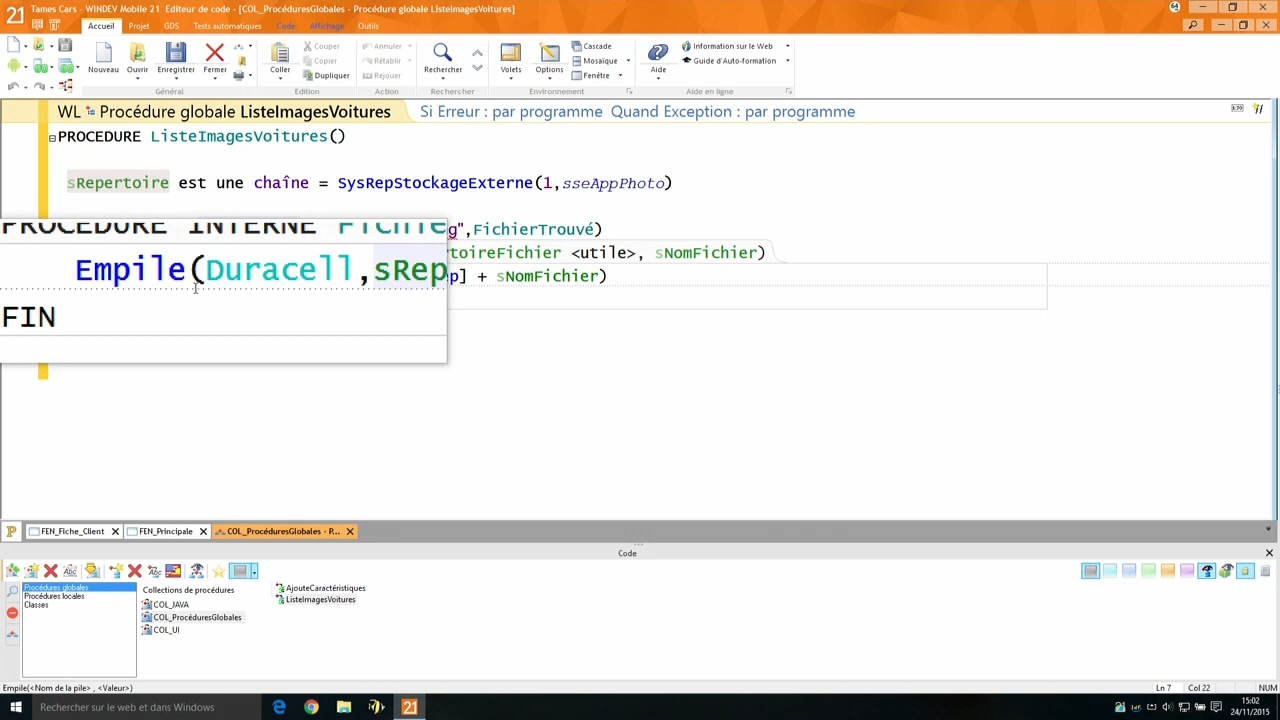 21 Tames Cars - WINDEV Mobile 21 Editeur de code - [COL_ProcéduresGlobales - Procédure globale ListeImagesVoitures]
64
Accueil Projet GDS Tests automatiques Code Affichage Outils
Nouveau Ouvrir Enregistrer Fermer
Coller Couper Copier Dupliquer
Annuler Rétablir Rejouer
Rechercher
Volets Options Cascade Mosaïque Fenêtre
Aide Information sur le Web Guide d'Auto-formation
Général Edition Rechercher Environnement Aide en ligne
WL Procédure globale ListeImagesVoitures Si Erreur : par programme Quand Exception : par programme
PROCEDURE ListeImagesVoitures()
sRepertoire est une chaîne = SysRepStockageExterne(1,sseAppPhoto)
g",FichierTrouvé)
toireFichier <utile>, sNomFichier)
p] + sNomFichier)
PROCEDURE INTERNE Fichie
Empile(Duracell,sRep
FIN
FEN_Fiche_Client FEN_Principale COL_ProcéduresGlobales - P...
Code
Procédures globales
Procédures locales
Classes
Collections de procédures
COL_JAVA
COL_ProcéduresGlobales
COL_UI
AjouteCaractéristiques
ListeImagesVoitures
Empile(<Nom de la pile> , <Valeur>) Ln 7 Col 22 NUM
Rechercher sur le web et dans Windows
21
15:02
24/11/2015